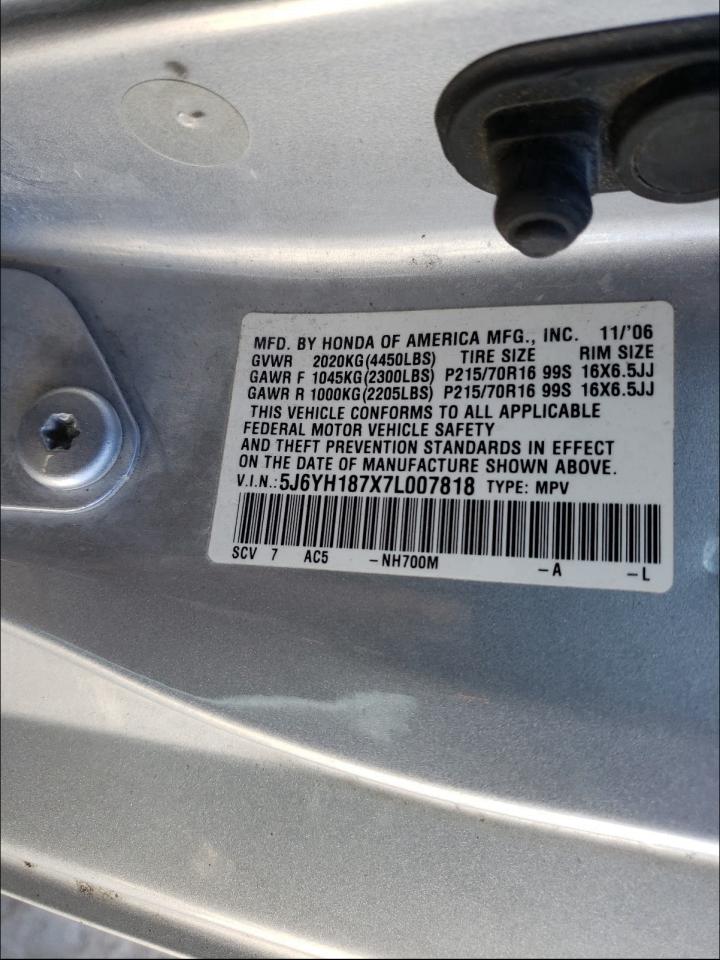 MFD. BY HONDA OF AMERICA MFG., INC. 11/'06
GVWR 2020KG(4450LBS) TIRE SIZE RIM SIZE
GAWR F 1045KG(2300LBS) P215/70R16 99S 16X6.5JJ
GAWR R 1000KG(2205LBS) P215/70R16 99S 16X6.5JJ
THIS VEHICLE CONFORMS TO ALL APPLICABLE
FEDERAL MOTOR VEHICLE SAFETY
AND THEFT PREVENTION STANDARDS IN EFFECT
ON THE DATE OF MANUFACTURE SHOWN ABOVE.
V.I.N.: 5J6YH187X7L007818 TYPE: MPV
SCV 7 AC5 -NH700M -A -L